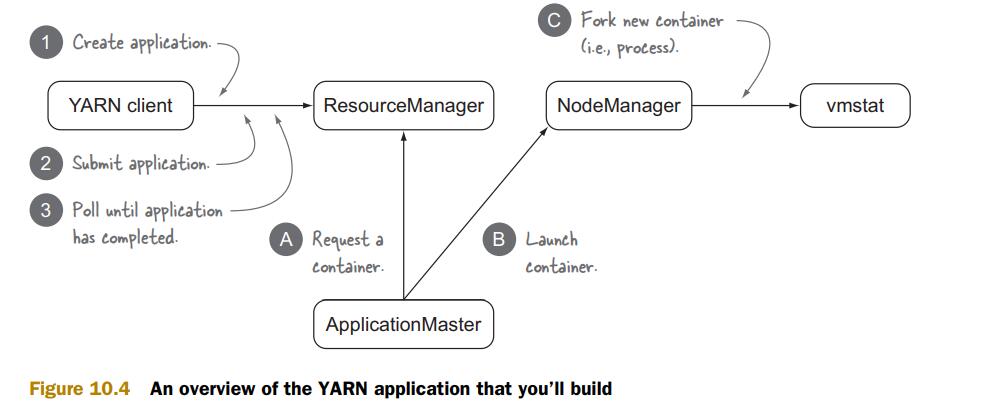 C Fork new container
(i.e., process).
1 Create application.
YARN client
ResourceManager
NodeManager
vmstat
2 Submit application.
3 Poll until application
has completed.
A Request a
container.
B Launch
container.
ApplicationMaster
Figure 10.4 An overview of the YARN application that you'll build